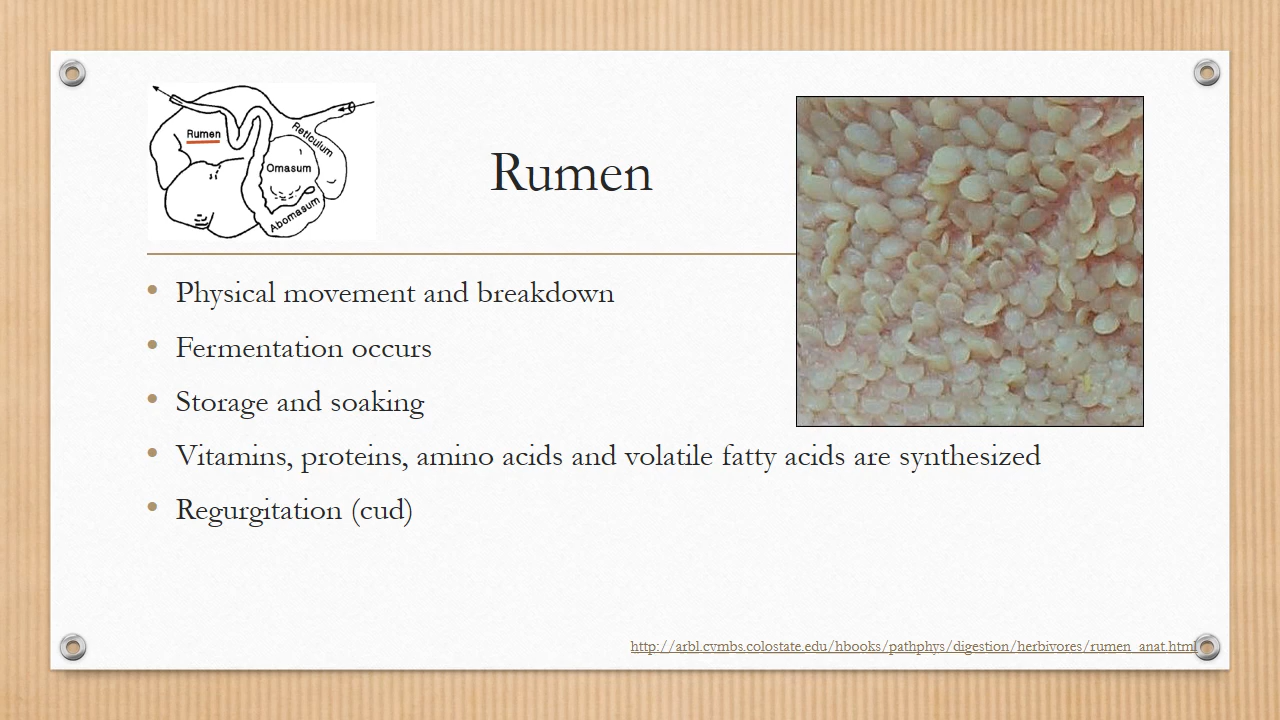 Rumen
Reticulum
Omasum
Abomasum
Rumen
Physical movement and breakdown
Fermentation occurs
Storage and soaking
Vitamins, proteins, amino acids and volatile fatty acids are synthesized
Regurgitation (cud)
http://arbl.cvmbs.colostate.edu/hbooks/pathphys/digestion/herbivores/rumen_anat.html